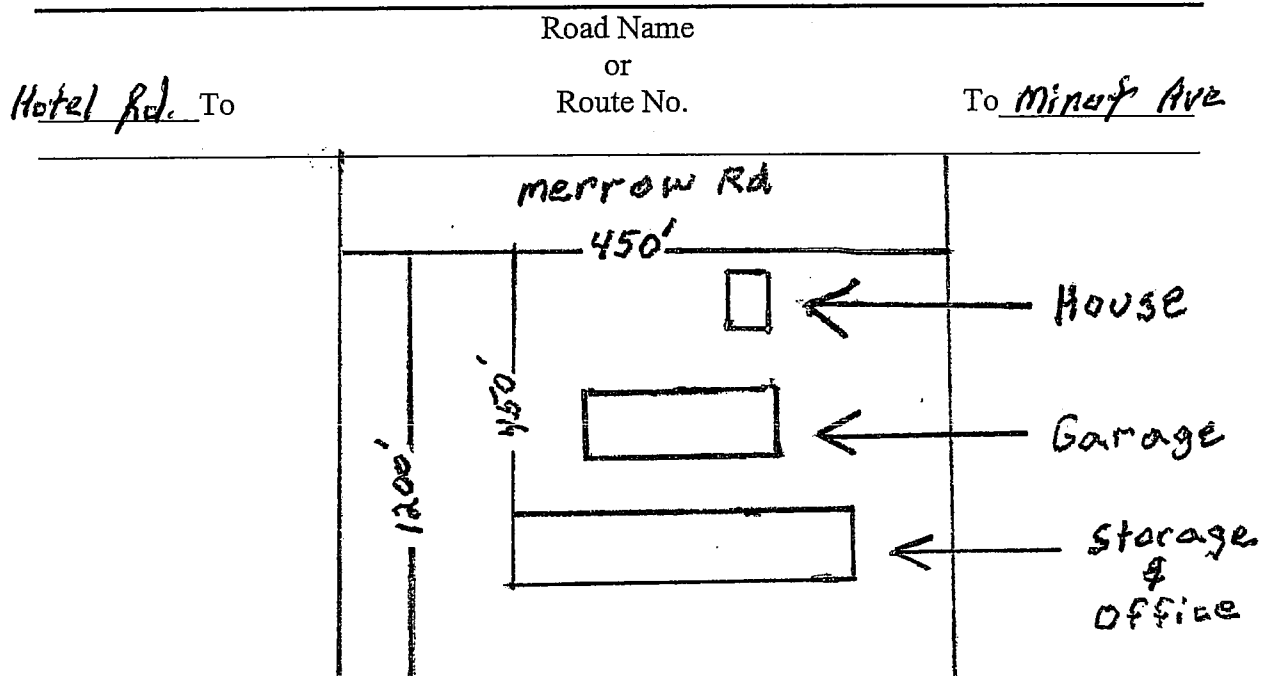 Road Name
or
Hotel Rd. To Route No. To Minot Ave
merrow Rd
450'
House
450'
Garage
1200'
Storage
&
Office